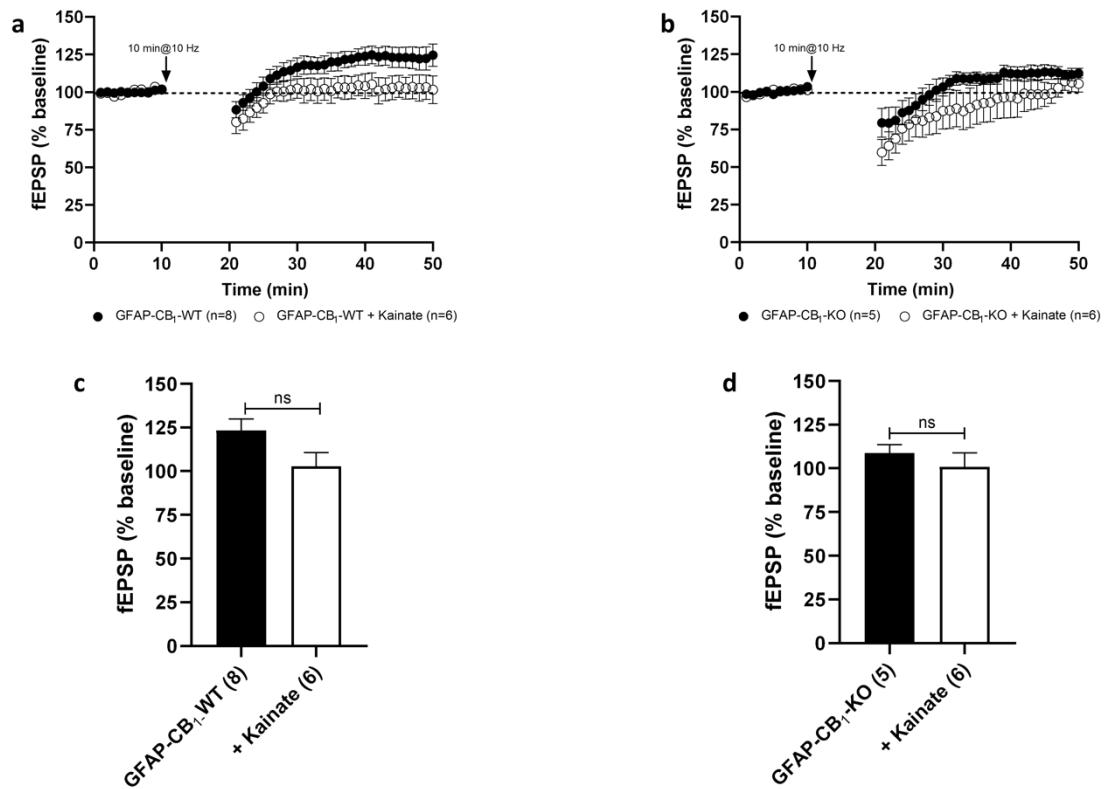 a
150
125
100
75
50
25
0
fEPSP (% baseline)
10 min@10 Hz
0 10 20 30 40 50
Time (min)
● GFAP-CB₁-WT (n=8) ○ GFAP-CB₁-WT + Kainate (n=6)
b
150
125
100
75
50
25
0
fEPSP (% baseline)
10 min@10 Hz
0 10 20 30 40 50
Time (min)
● GFAP-CB₁-KO (n=5) ○ GFAP-CB₁-KO + Kainate (n=6)
c
150
125
100
75
50
25
0
fEPSP (% baseline)
ns
GFAP-CB₁-WT (8)
+ Kainate (6)
d
150
125
100
75
50
25
0
fEPSP (% baseline)
ns
GFAP-CB₁-KO (5)
+ Kainate (6)